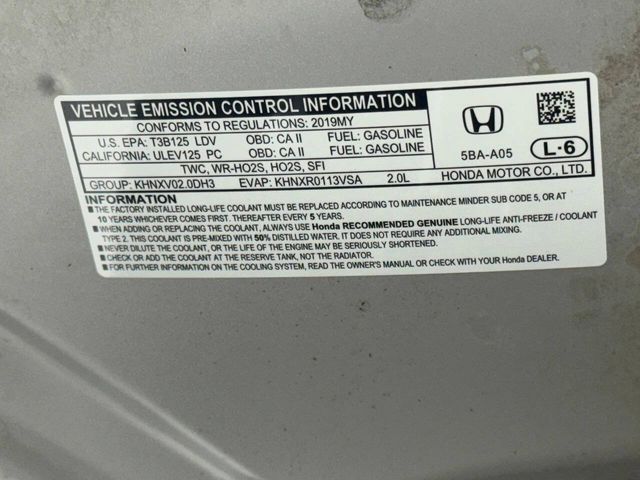 VEHICLE EMISSION CONTROL INFORMATION
CONFORMS TO REGULATIONS: 2019MY
U.S. EPA: T3B125 LDV OBD: CA II FUEL: GASOLINE
CALIFORNIA: ULEV125 PC OBD: CA II FUEL: GASOLINE
TWC, WR-HO2S, HO2S, SFI
GROUP: KHNXV02.0DH3 EVAP: KHNXR0113VSA 2.0L
5BA-A05
L-6
HONDA MOTOR CO., LTD.
INFORMATION
■THE FACTORY INSTALLED LONG-LIFE COOLANT MUST BE REPLACED ACCORDING TO MAINTENANCE MINDER SUB CODE 5, OR AT
10 YEARS WHICHEVER COMES FIRST. THEREAFTER EVERY 5 YEARS.
■WHEN ADDING OR REPLACING THE COOLANT, ALWAYS USE Honda RECOMMENDED GENUINE LONG-LIFE ANTI-FREEZE / COOLANT
TYPE 2. THIS COOLANT IS PRE-MIXED WITH 50% DISTILLED WATER AND DOES NOT REQUIRE ANY ADDITIONAL MIXING.
■NEVER DILUTE THE COOLANT, OR THE LIFE OF THE ENGINE MAY BE SERIOUSLY SHORTENED.
■CHECK OR ADD THE COOLANT AT THE RESERVE TANK, NOT THE RADIATOR.
■FOR FURTHER INFORMATION ON THE COOLING SYSTEM, READ THE OWNER'S MANUAL OR CHECK WITH YOUR Honda DEALER.